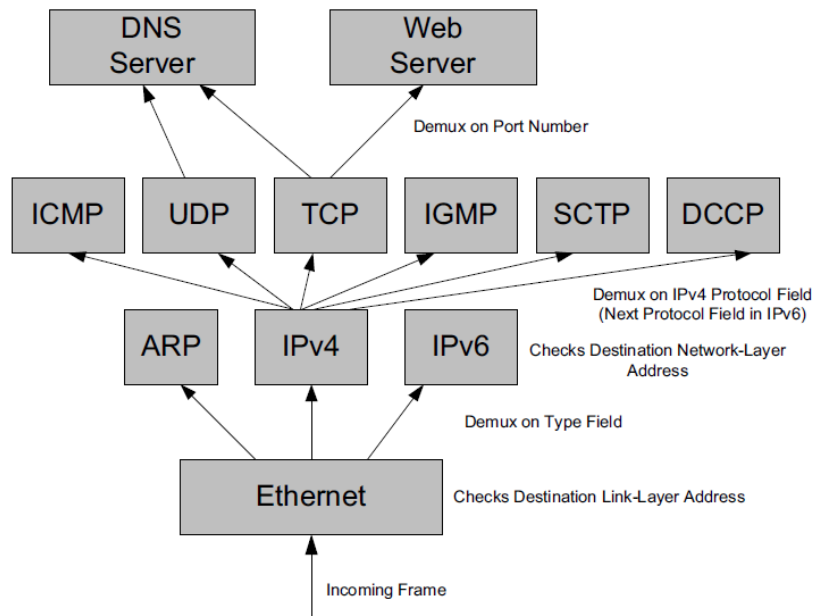 DNS
Server
Web
Server
Demux on Port Number
ICMP
UDP
TCP
IGMP
SCTP
DCCP
Demux on IPv4 Protocol Field
(Next Protocol Field in IPv6)
ARP
IPv4
IPv6
Checks Destination Network-Layer
Address
Demux on Type Field
Ethernet
Checks Destination Link-Layer Address
Incoming Frame